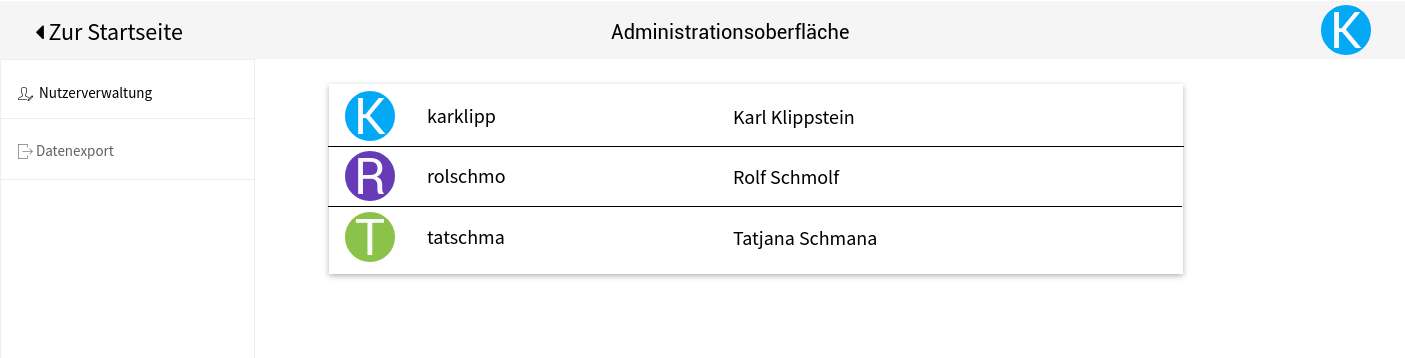 Zur Startseite
Administrationsoberfläche
K
Nutzerverwaltung
Datenexport
K karklipp Karl Klippstein
R rolschmo Rolf Schmolf
T tatschma Tatjana Schmana